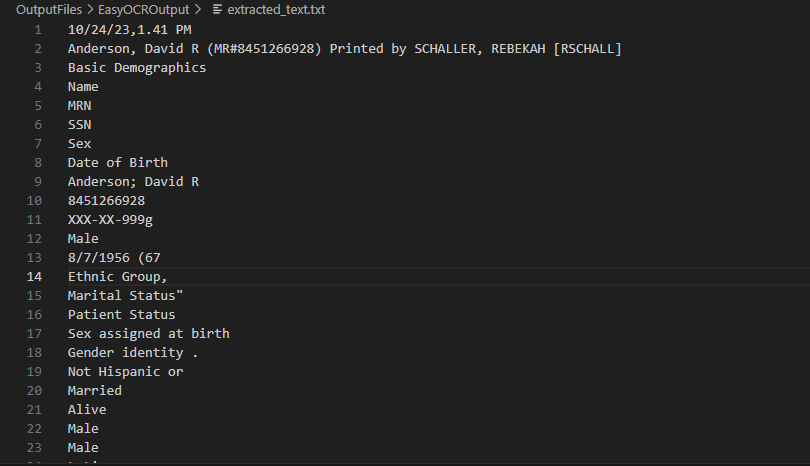 OutputFiles > EasyOCROutput > extracted_text.txt
1 10/24/23,1.41 PM
2 Anderson, David R (MR#8451266928) Printed by SCHALLER, REBEKAH [RSCHALL]
3 Basic Demographics
4 Name
5 MRN
6 SSN
7 Sex
8 Date of Birth
9 Anderson; David R
10 8451266928
11 XXX-XX-999g
12 Male
13 8/7/1956 (67
14 Ethnic Group,
15 Marital Status"
16 Patient Status
17 Sex assigned at birth
18 Gender identity .
19 Not Hispanic or
20 Married
21 Alive
22 Male
23 Male